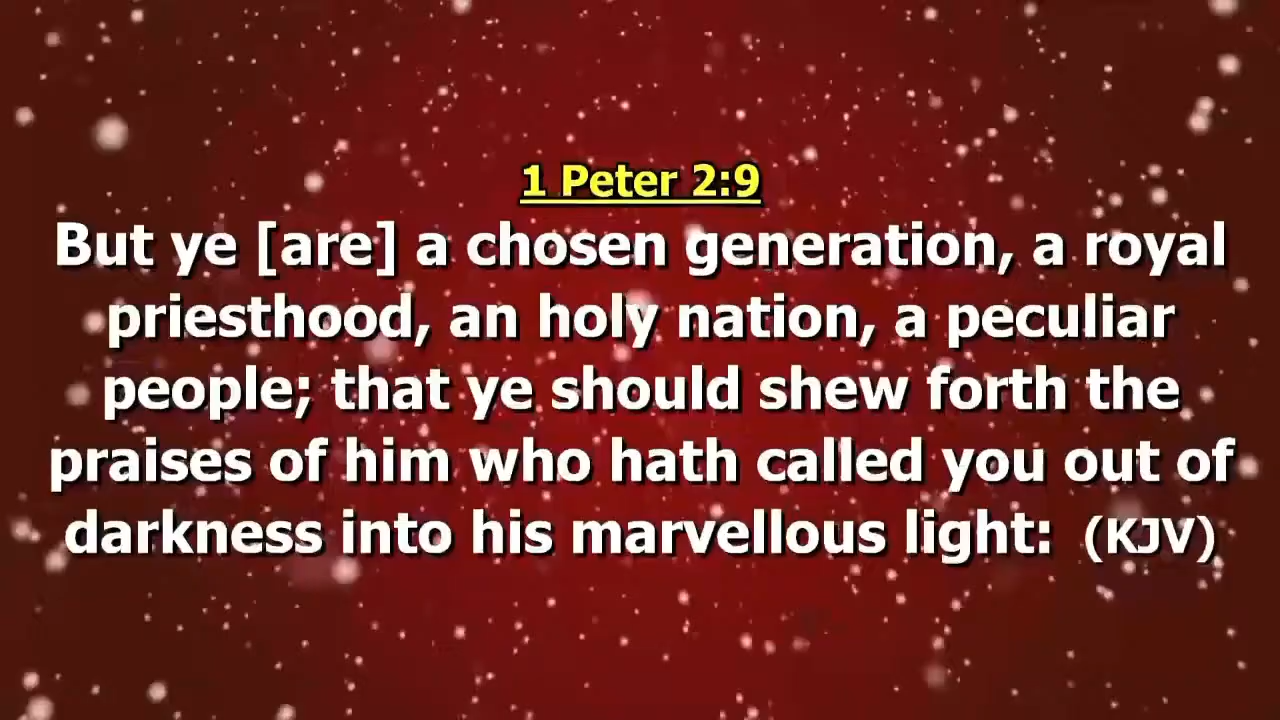 1 Peter 2:9
But ye [are] a chosen generation, a royal
priesthood, an holy nation, a peculiar
people; that ye should shew forth the
praises of him who hath called you out of
darkness into his marvellous light: (KJV)